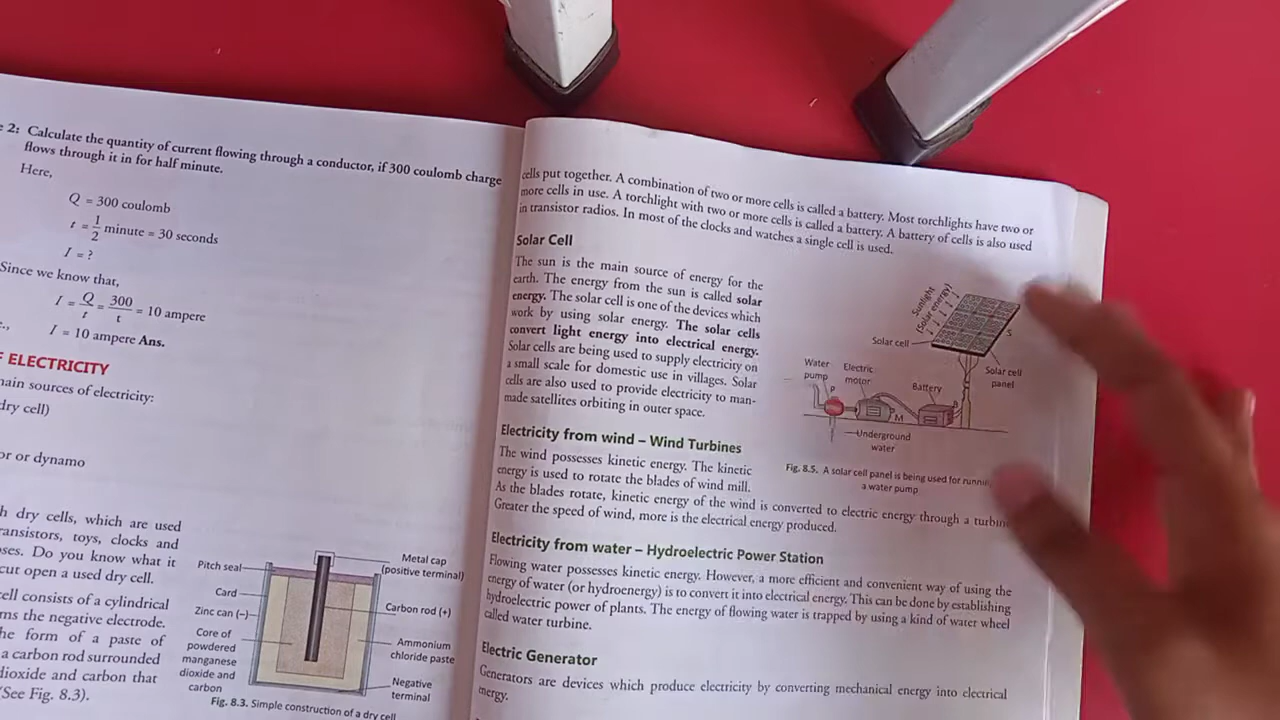 2: Calculate the quantity of current flowing through a conductor, if 300 coulomb charge
flows through it in for half minute.
Here,
Q = 300 coulomb
t = 1/2 minute = 30 seconds
I = ?
Since we know that,
I = Q/t = 300/t = 10 ampere
I = 10 ampere Ans.
ELECTRICITY
main sources of electricity:
dry cell)
or or dynamo
dry cells, which are used
transistors, toys, clocks and
Do you know what it
cut open a used dry cell.
cell consists of a cylindrical
the negative electrode.
form of a paste of
a carbon rod surrounded
dioxide and carbon that
(See Fig. 8.3).
Pitch seal
Card
Zinc can (–)
Core of
powdered
manganese
dioxide and
carbon
Metal cap
(positive terminal)
Carbon rod (+)
Ammonium
chloride paste
Negative
terminal
Fig. 8.3. Simple construction of a dry cell
cells put together. A combination of two or more cells is called a battery. Most torchlights have two or
more cells in use. A torchlight with two or more cells is called a battery. A battery of cells is also used
in transistor radios. In most of the clocks and watches a single cell is used.
Solar Cell
The sun is the main source of energy for the
earth. The energy from the sun is called solar
energy. The solar cell is one of the devices which
work by using solar energy. The solar cells
convert light energy into electrical energy.
Solar cells are being used to supply electricity on
a small scale for domestic use in villages. Solar
cells are also used to provide electricity to man-
made satellites orbiting in outer space.
Sunlight
(Solar energy)
S
Solar cell
Solar cell
panel
Water
pump
P
Electric
motor
M
Battery
B
Underground
water
Fig. 8.5. A solar cell panel is being used for
a water pump
Electricity from wind – Wind Turbines
The wind possesses kinetic energy. The kinetic
energy is used to rotate the blades of wind mill.
As the blades rotate, kinetic energy of the wind is converted to electric energy through a turbine
Greater the speed of wind, more is the electrical energy produced.
Electricity from water – Hydroelectric Power Station
Flowing water possesses kinetic energy. However, a more efficient and convenient way of using the
energy of water (or hydroenergy) is to convert it into electrical energy. This can be done by establishing
hydroelectric power of plants. The energy of flowing water is trapped by using a kind of water wheel
called water turbine.
Electric Generator
Generators are devices which produce electricity by converting mechanical energy into electrical
energy.